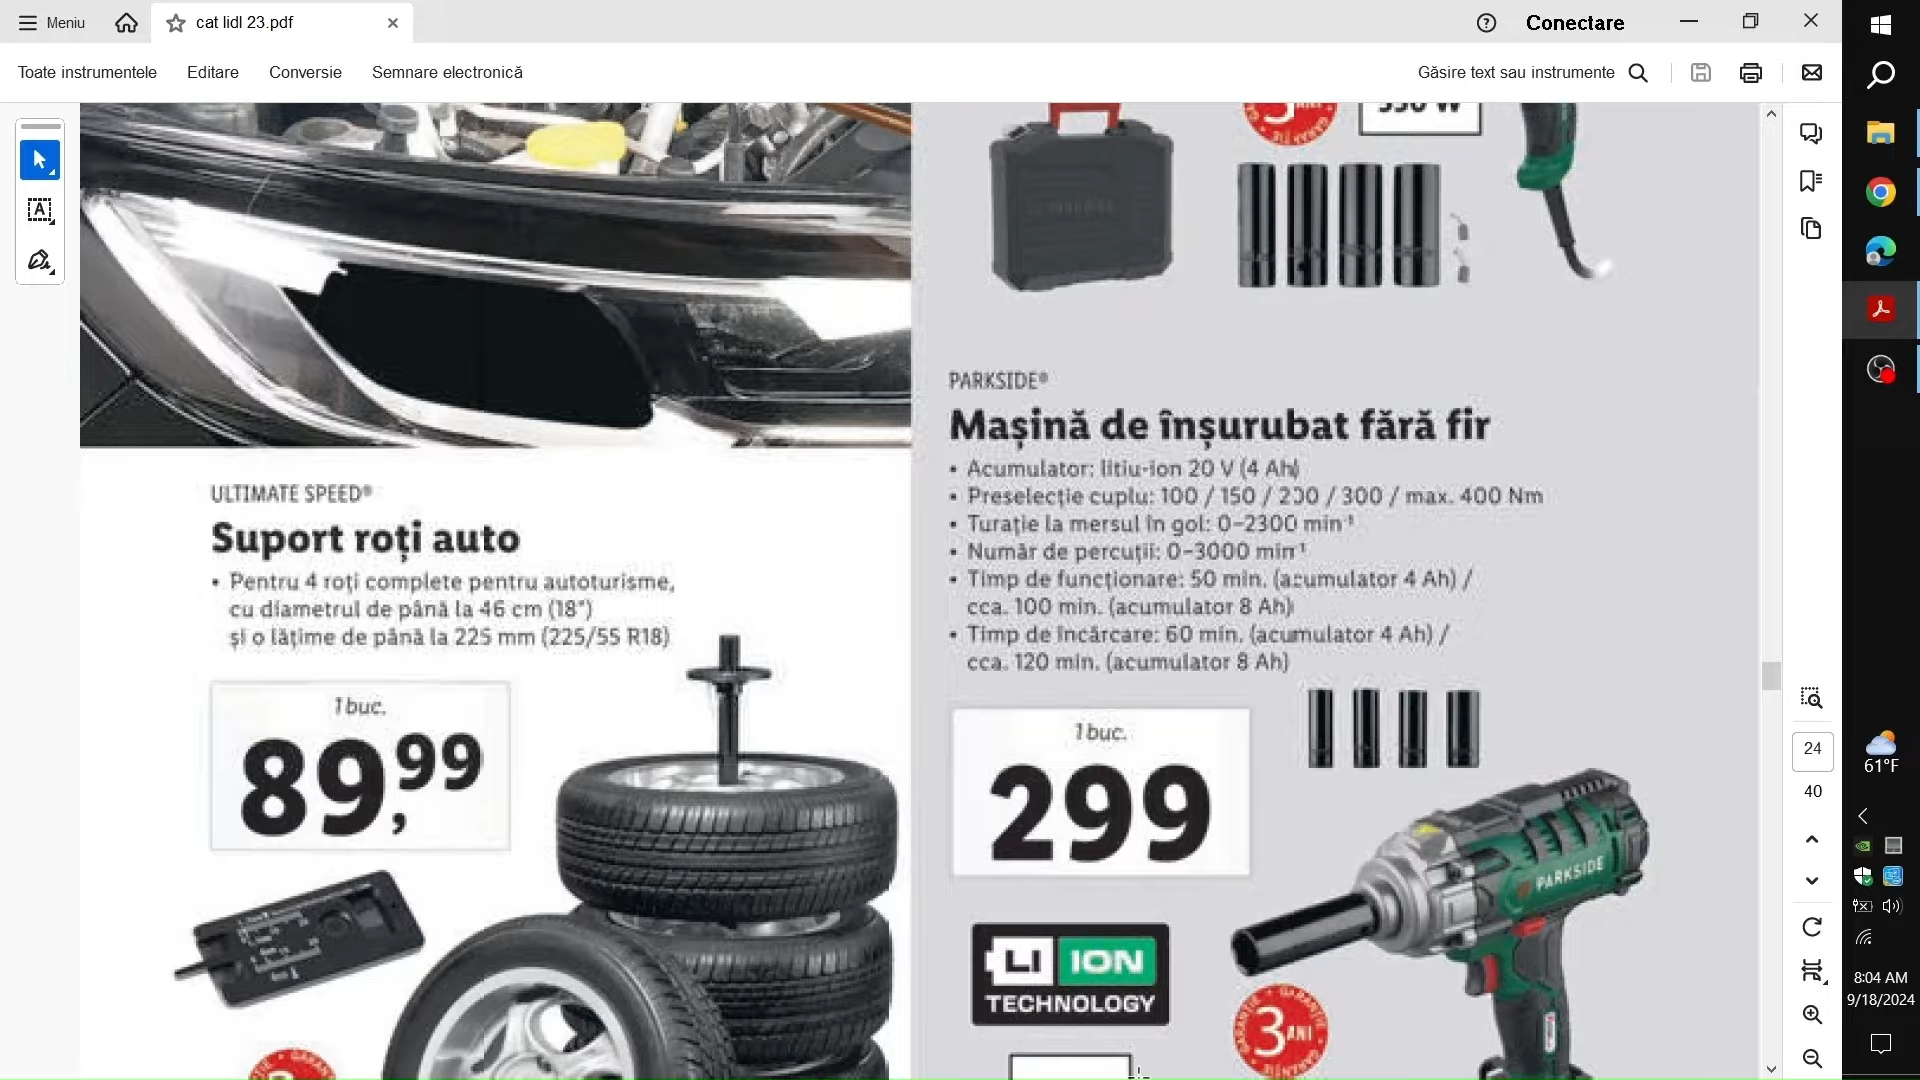 Meniu
cat lidl 23.pdf
Conectare
Toate instrumentele
Editare
Conversie
Semnare electronică
Găsire text sau instrumente
ULTIMATE SPEED®
Suport roți auto
• Pentru 4 roți complete pentru autoturisme,
cu diametrul de până la 46 cm (18")
și o lățime de până la 225 mm (225/55 R18)
1 buc.
89,99
PARKSIDE®
Mașină de înșurubat fără fir
• Acumulator: litiu-ion 20 V (4 Ah)
• Preselecție cuplu: 100 / 150 / 200 / 300 / max. 400 Nm
• Turație la mersul în gol: 0–2300 min⁻¹
• Număr de percuții: 0–3000 min⁻¹
• Timp de funcționare: 50 min. (acumulator 4 Ah) /
cca. 100 min. (acumulator 8 Ah)
• Timp de încărcare: 60 min. (acumulator 4 Ah) /
cca. 120 min. (acumulator 8 Ah)
1 buc.
299
LI ION
TECHNOLOGY
PARKSIDE
GARANȚIE
3 ANI
24
40
61°F
8:04 AM
9/18/2024